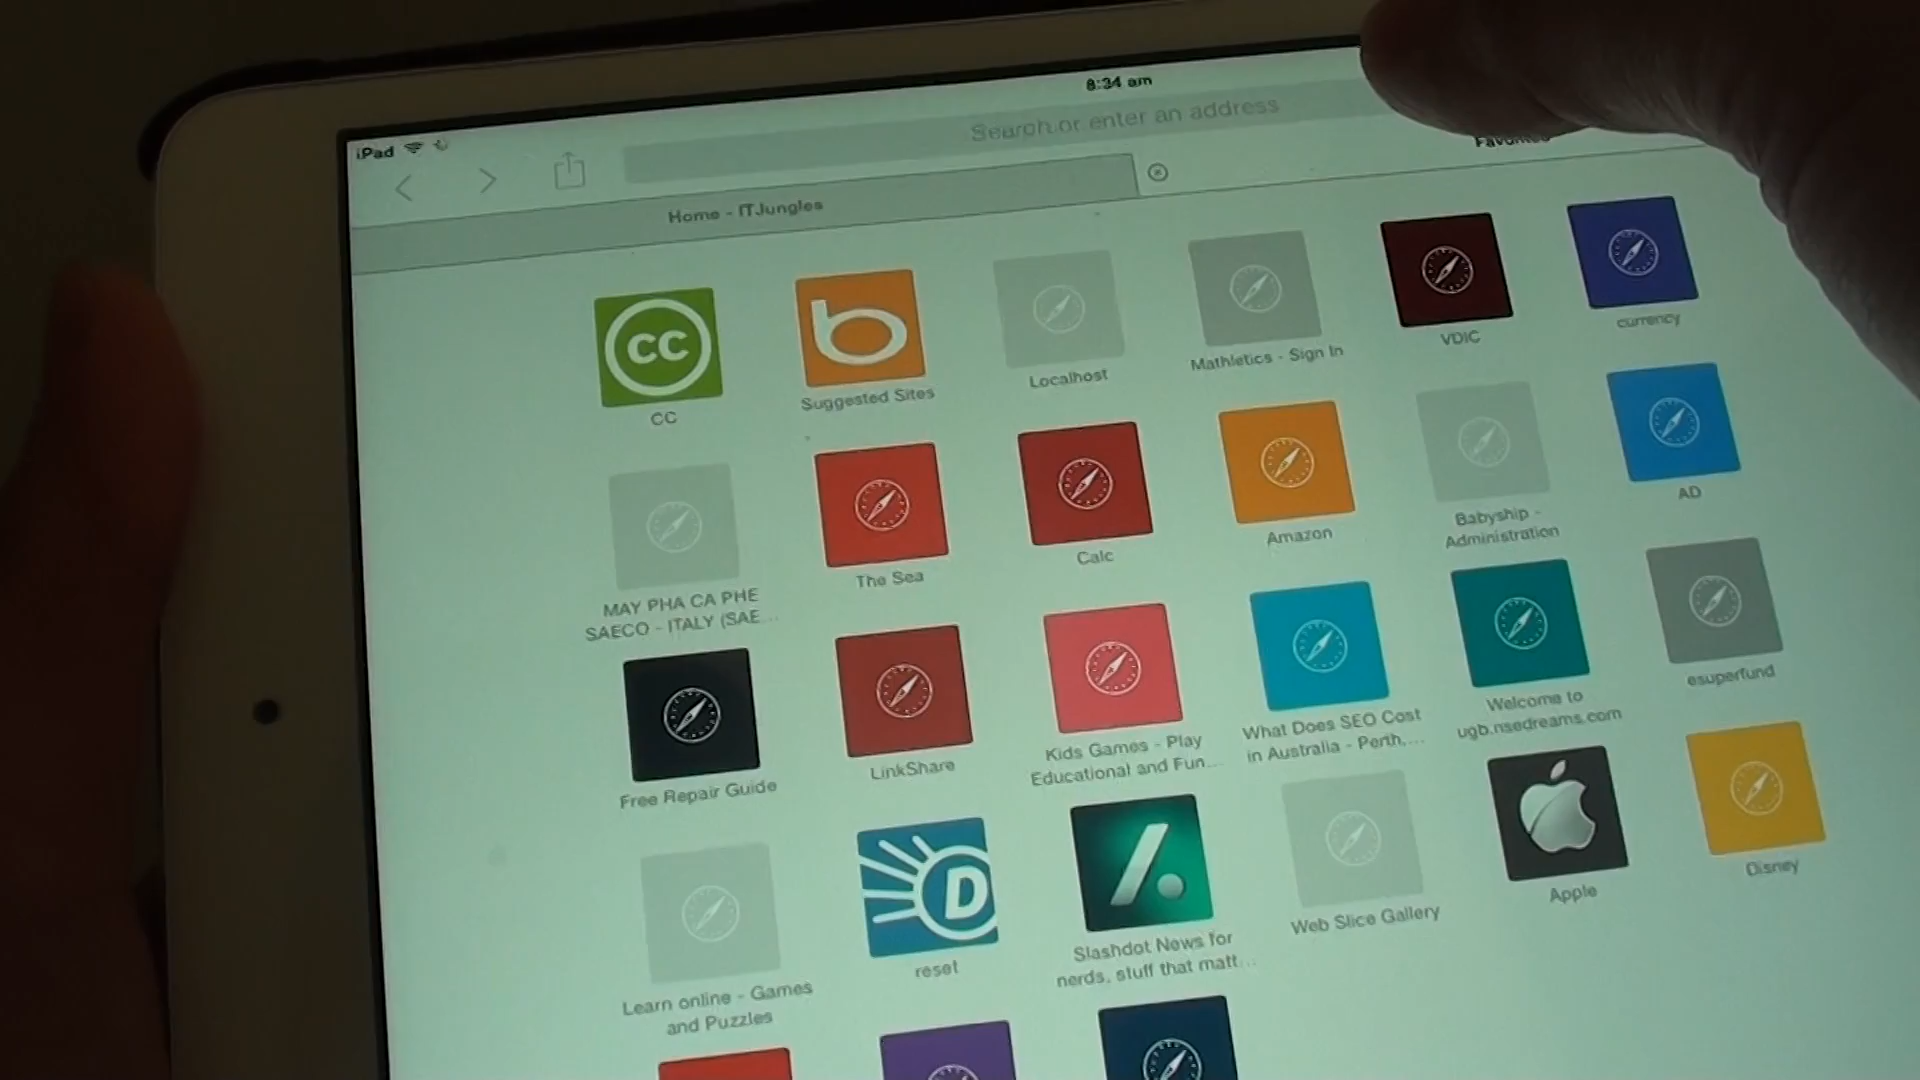 8:34 am
iPad
Search or enter an address
Favorites
Home - ITJungles
CC
Suggested Sites
Localhost
Mathletics - Sign In
VDIC
currency
MAY PHA CA PHE
SAECO - ITALY (SAE...
The Sea
Calc
Amazon
Babyship -
Administration
AD
Free Repair Guide
LinkShare
Kids Games - Play
Educational and Fun...
What Does SEO Cost
in Australia - Perth,...
Welcome to
ugb.nsedreams.com
esuperfund
Learn online - Games
and Puzzles
D
reset
Slashdot News for
nerds, stuff that matt...
Web Slice Gallery
Apple
Disney